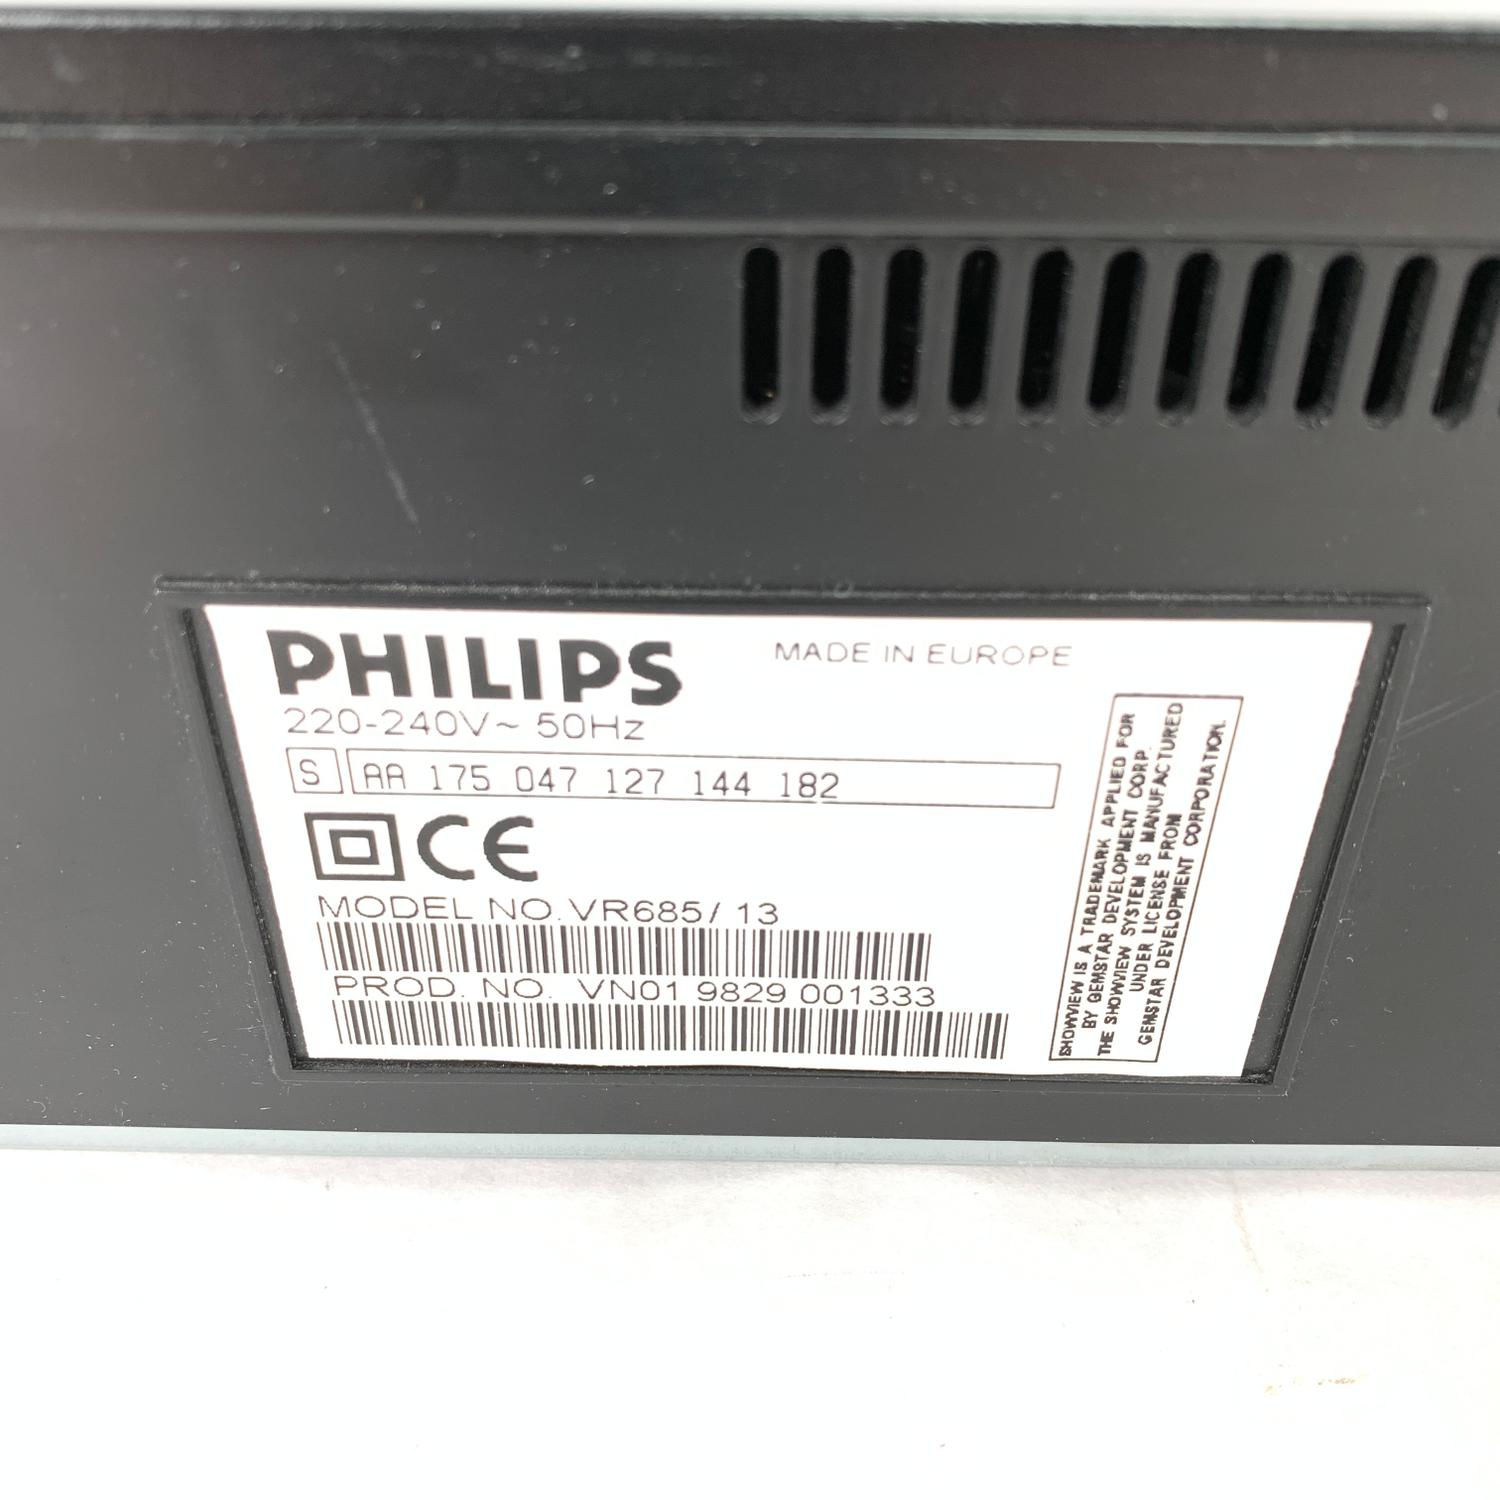 PHILIPS
MADE IN EUROPE
220-240V~ 50Hz
S AA 175 047 127 144 182
CE
MODEL NO. VR685/ 13
PROD. NO. VN01 9829 001333
SHOWVIEW IS A TRADEMARK APPLIED FOR
BY GEMSTAR DEVELOPMENT CORP.
THE SHOWVIEW SYSTEM IS MANUFACTURED
UNDER LICENSE FROM
GEMSTAR DEVELOPMENT CORPORATION.